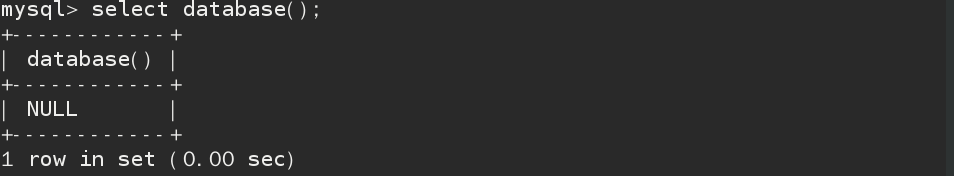 mysql> select database();
+------------+
| database() |
+------------+
| NULL       |
+------------+
1 row in set (0.00 sec)